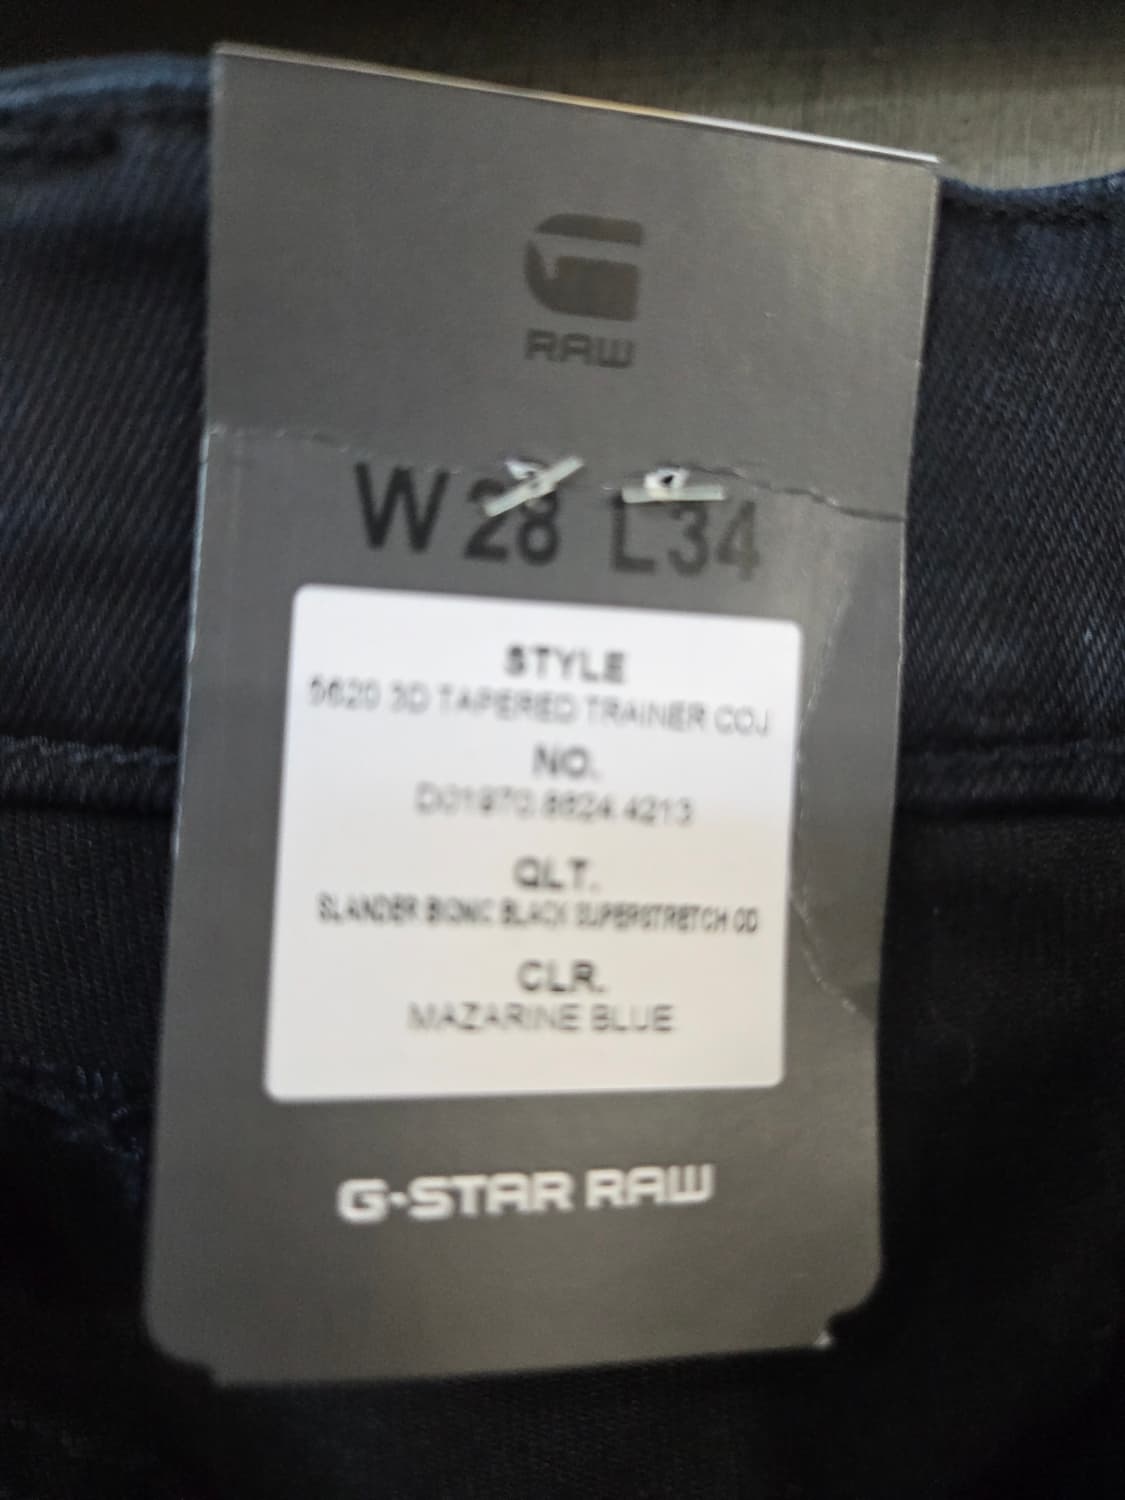 RAW
W 28 L 34
STYLE
5620 3D TAPERED TRAINER COJ
NO.
D01970.8824.4213
QLT.
SLANDER BIONIC BLACK SUPERSTRETCH OD
CLR.
MAZARINE BLUE
G-STAR RAW